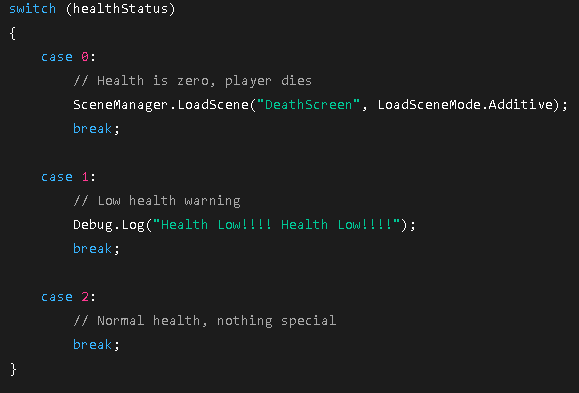 switch (healthStatus)
{
    case 0:
        // Health is zero, player dies
        SceneManager.LoadScene("DeathScreen", LoadSceneMode.Additive);
        break;

    case 1:
        // Low health warning
        Debug.Log("Health Low!!!! Health Low!!!!");
        break;

    case 2:
        // Normal health, nothing special
        break;
}